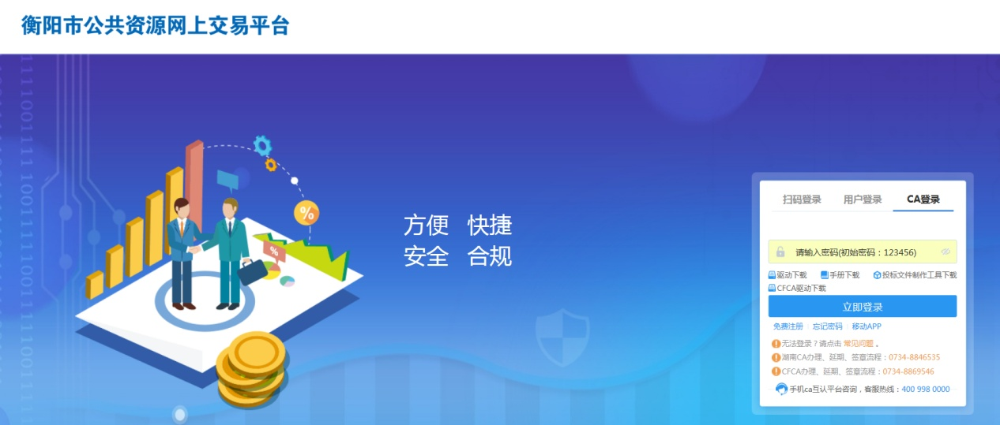 衡阳市公共资源网上交易平台
方便 快捷
安全 合规
扫码登录 用户登录 CA登录
请输入密码(初始密码：123456)
驱动下载 手册下载 投标文件制作工具下载
CFCA驱动下载
立即登录
免费注册 忘记密码 移动APP
无法登录？请点击 常见问题 。
湖南CA办理、延期、签章流程：0734-8846535
CFCA办理、延期、签章流程：0734-8869546
手机ca互认平台咨询，客服热线：400 998 0000
%
%